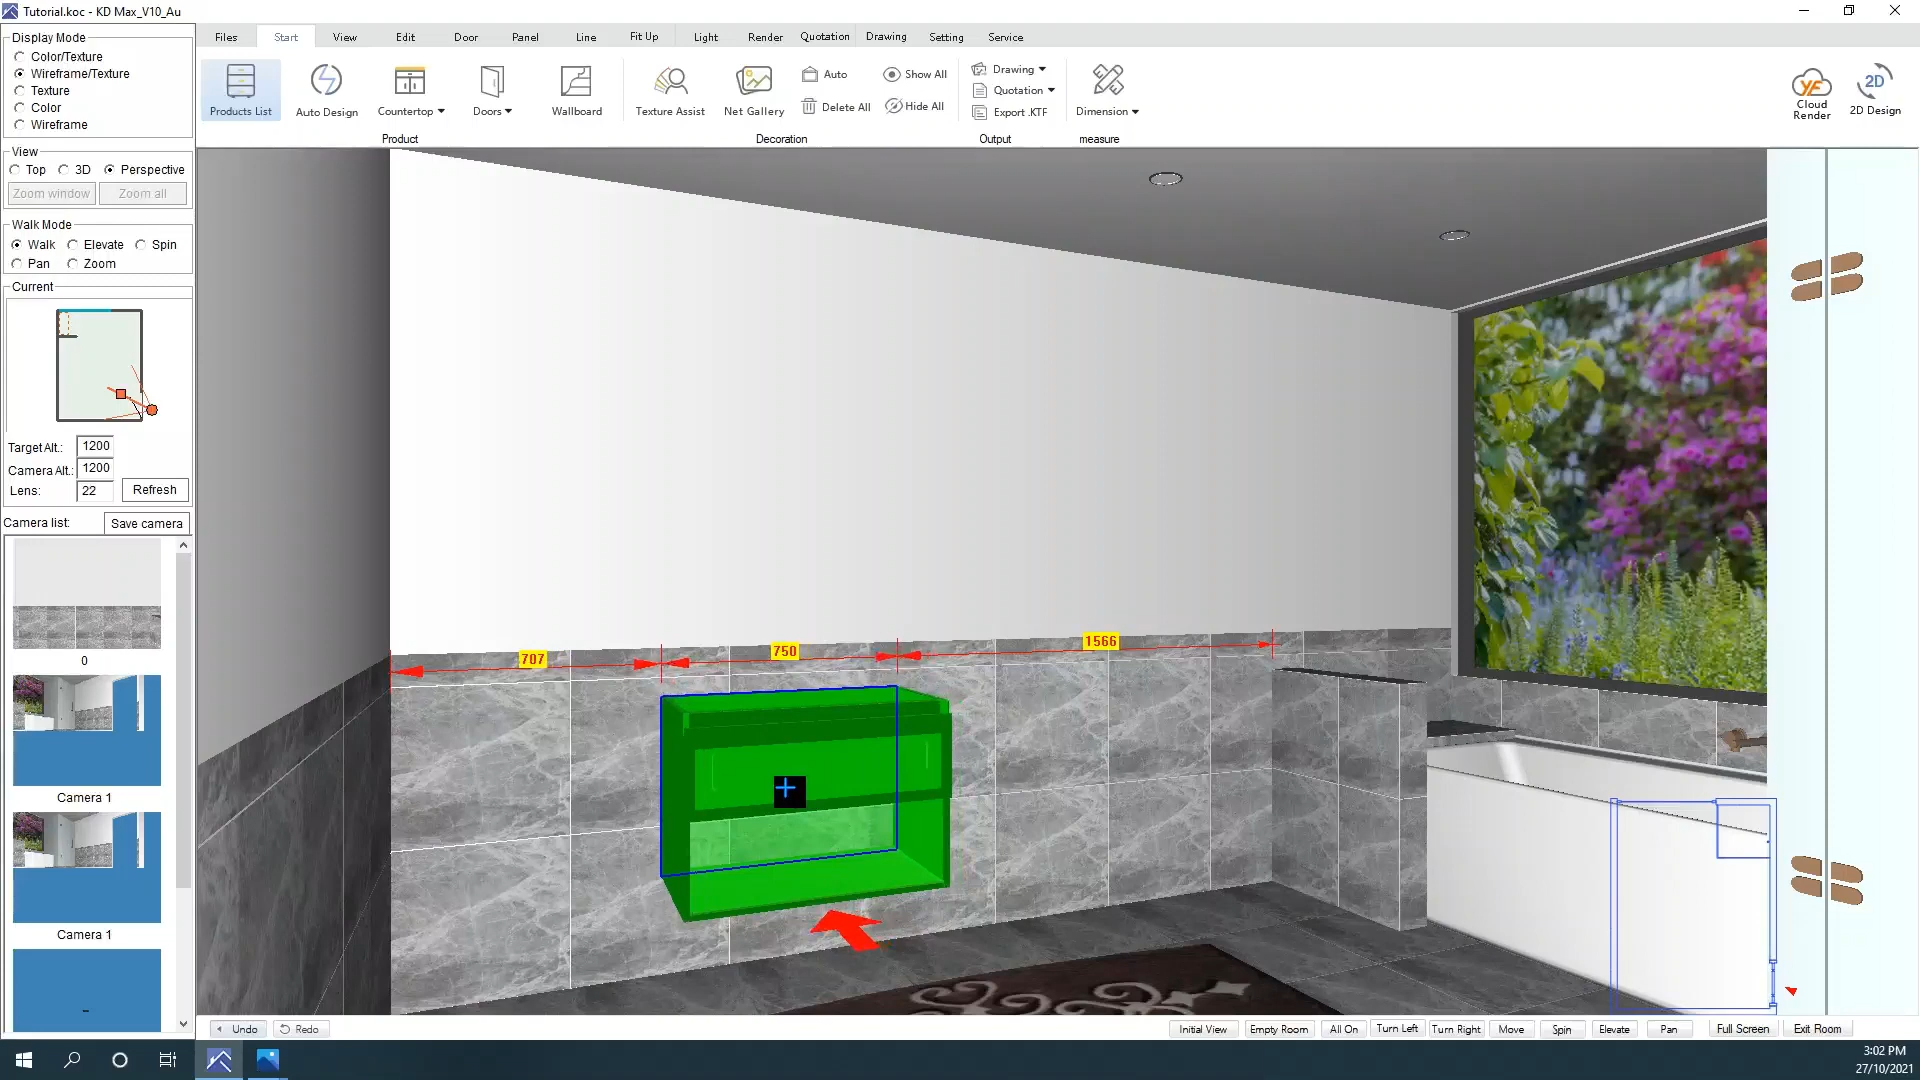 Tutorial.koc - KD Max_V10_Au
Files Start View Edit Door Panel Line Fit Up Light Render Quotation Drawing Setting Service
Display Mode
Color/Texture
Wireframe/Texture
Texture
Color
Wireframe
View
Top 3D Perspective
Zoom window Zoom all
Walk Mode
Walk Elevate Spin
Pan Zoom
Current
Target Alt.: 1200
Camera Alt.: 1200
Lens: 22 Refresh
Camera list: Save camera
0
Camera 1
Camera 1
Products List
Auto Design
Countertop
Doors
Wallboard
Product
Texture Assist
Net Gallery
Auto
Delete All
Show All
Hide All
Decoration
Drawing
Quotation
Export .KTF
Output
Dimension
measure
Cloud
Render
2D
2D Design
707
750
1566
Undo Redo
Initial View Empty Room All On Turn Left Turn Right Move Spin Elevate Pan Full Screen Exit Room
3:02 PM
27/10/2021